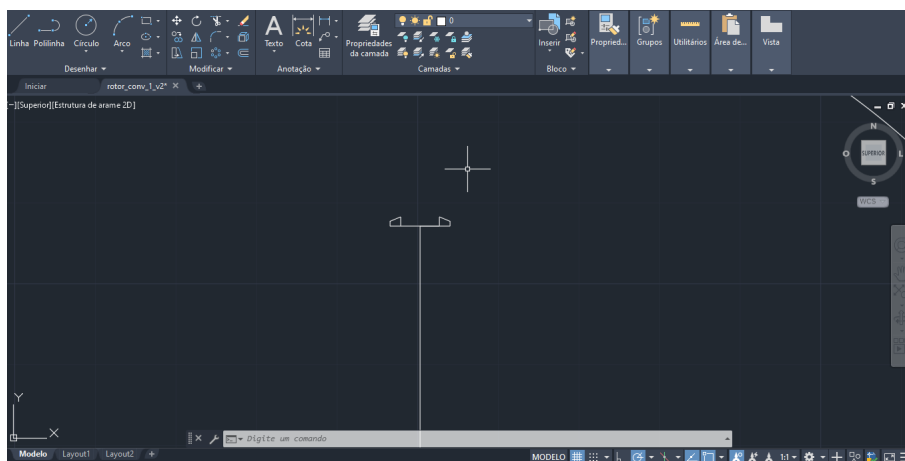 Linha Polilinha Círculo Arco Texto Cota Propriedades da camada 0 Inserir Propried... Grupos Utilitários Área de... Vista
Desenhar Modificar Anotação Camadas Bloco
Iniciar rotor_conv_1_v2*
[-][Superior][Estrutura de arame 2D]
N
O SUPERIOR L
S
WCS
Y
X
Digite um comando
Modelo Layout1 Layout2 + MODELO 1:1